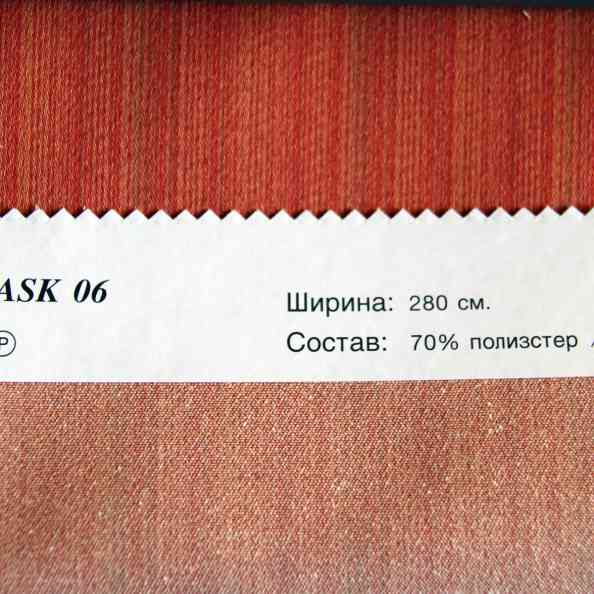 ASK 06
Ширина: 280 см.
P
Состав: 70% полизстер /